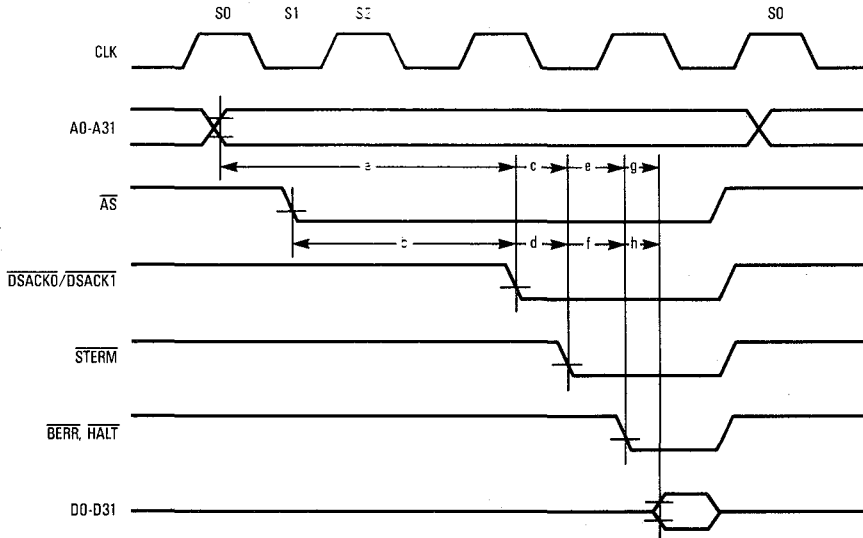 S0 S1 S2 S0
CLK
A0-A31
a c e g
AS
b d f h
DSACK0/DSACK1
STERM
BERR, HALT
D0-D31